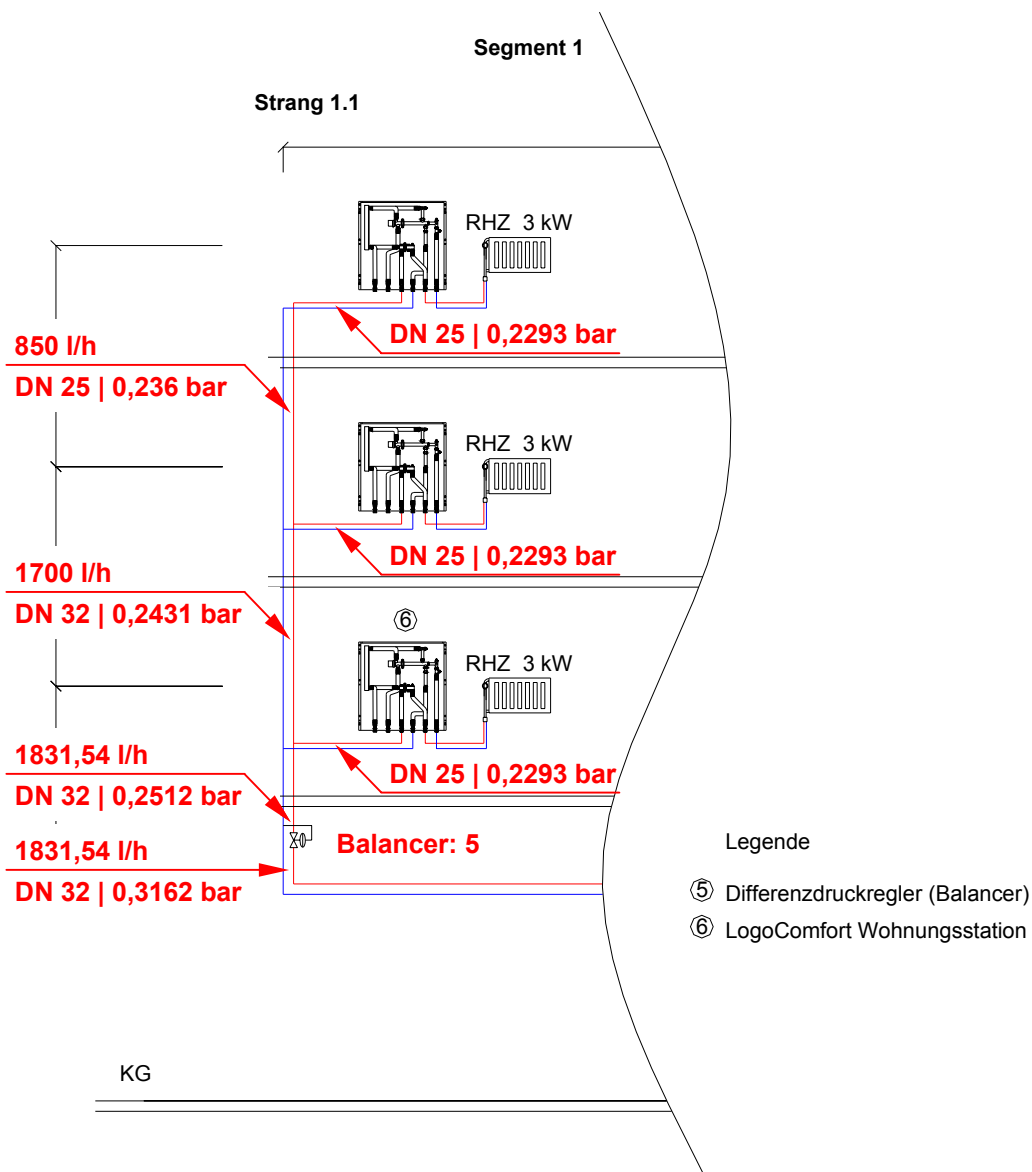 Segment 1
Strang 1.1
RHZ 3 kW
DN 25 | 0,2293 bar
850 l/h
DN 25 | 0,236 bar
RHZ 3 kW
DN 25 | 0,2293 bar
1700 l/h
DN 32 | 0,2431 bar
6
RHZ 3 kW
DN 25 | 0,2293 bar
1831,54 l/h
DN 32 | 0,2512 bar
Balancer: 5
1831,54 l/h
DN 32 | 0,3162 bar
Legende
5 Differenzdruckregler (Balancer)
6 LogoComfort Wohnungsstation
KG